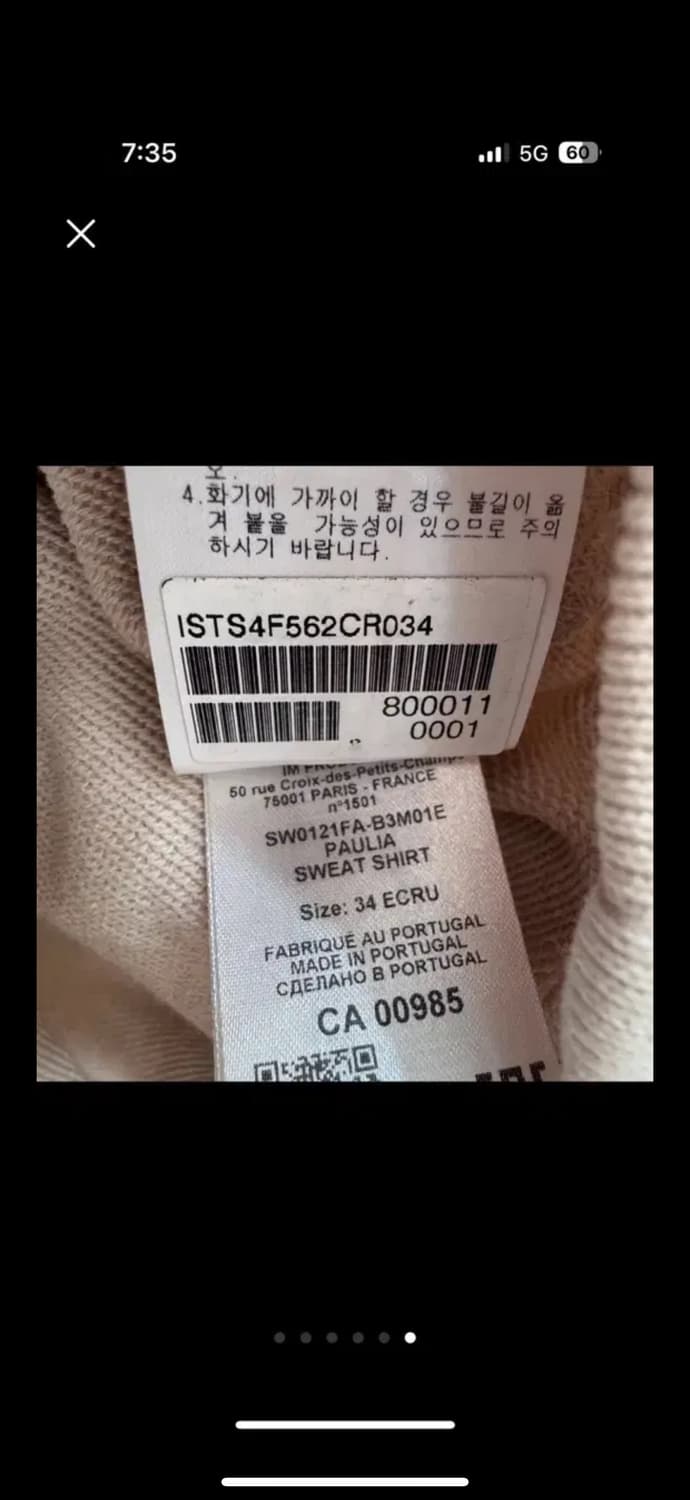 7:35
5G 60
4.화기에 가까이 할 경우 불길이 옮
겨 붙을 가능성이 있으므로 주의
하시기 바랍니다.
ISTS4F562CR034
800011
0001
IM
50 rue Croix-des-Petits-Champs
75001 PARIS - FRANCE
n°1501
SW0121FA-B3M01E
PAULIA
SWEAT SHIRT
Size: 34 ECRU
FABRIQUÉ AU PORTUGAL
MADE IN PORTUGAL
СДЕЛАНО В PORTUGAL
CA 00985